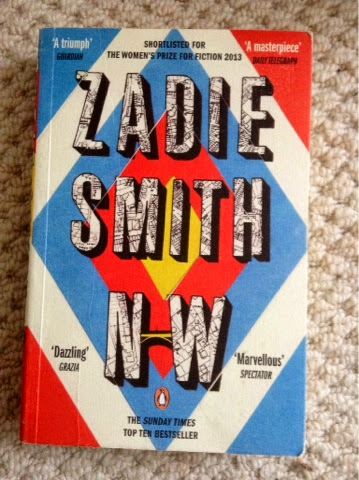 'A triumph'
GUARDIAN
SHORTLISTED FOR
THE WOMEN'S PRIZE FOR FICTION 2013
'A masterpiece'
DAILY TELEGRAPH
ZADIE
SMITH
NW
'Dazzling'
GRAZIA
'Marvellous'
SPECTATOR
THE SUNDAY TIMES
TOP TEN BESTSELLER